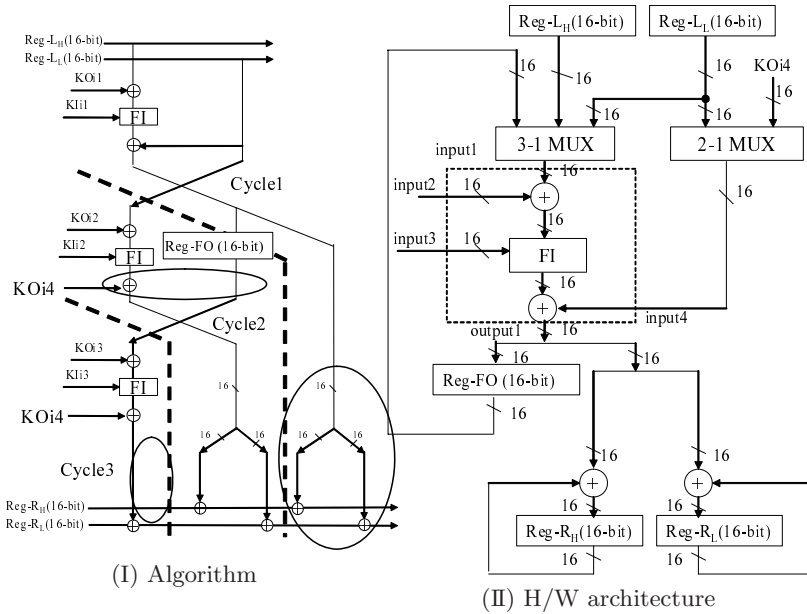 Reg-L_H(16-bit)
Reg-L_L(16-bit)
KOi1
KIi1
FI
Cycle1
KOi2
KIi2
FI
Reg-FO (16-bit)
KOi4
Cycle2
KOi3
KIi3
FI
KOi4
16
16
16
16
16
16
Cycle3
Reg-R_H(16-bit)
Reg-R_L(16-bit)
(I) Algorithm
Reg-L_H(16-bit)
Reg-L_L(16-bit)
16
16
16
KOi4
16
16
16
3-1 MUX
2-1 MUX
input1
16
16
input2
16
16
input3
16
FI
16
input4
output1
16
16
16
Reg-FO (16-bit)
16
16
16
16
16
Reg-R_H(16-bit)
Reg-R_L(16-bit)
16
16
(II) H/W architecture